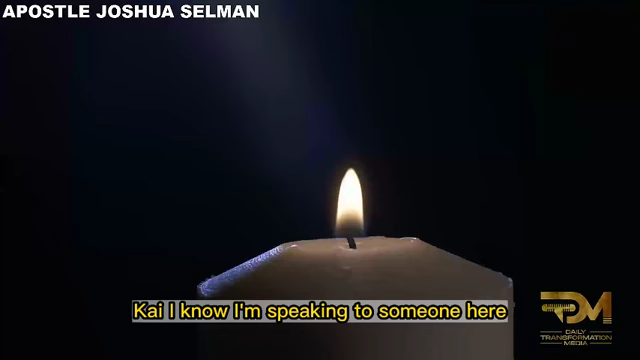 APOSTLE JOSHUA SELMAN
Kai I know I'm speaking to someone here
DAILY
TRANSFORMATION
MEDIA